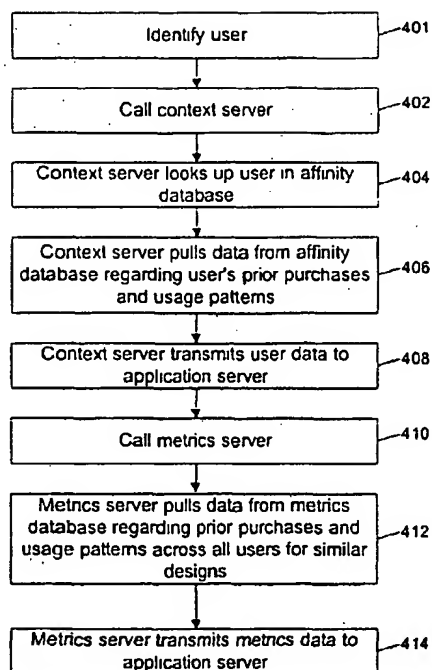 Identify user
401
Call context server
402
Context server looks up user in affinity
database
404
Context server pulls data from affinity
database regarding user's prior purchases
and usage patterns
406
Context server transmits user data to
application server
408
Call metrics server
410
Metrics server pulls data from metrics
database regarding prior purchases and
usage patterns across all users for similar
designs
412
Metrics server transmits metrics data to
application server
414